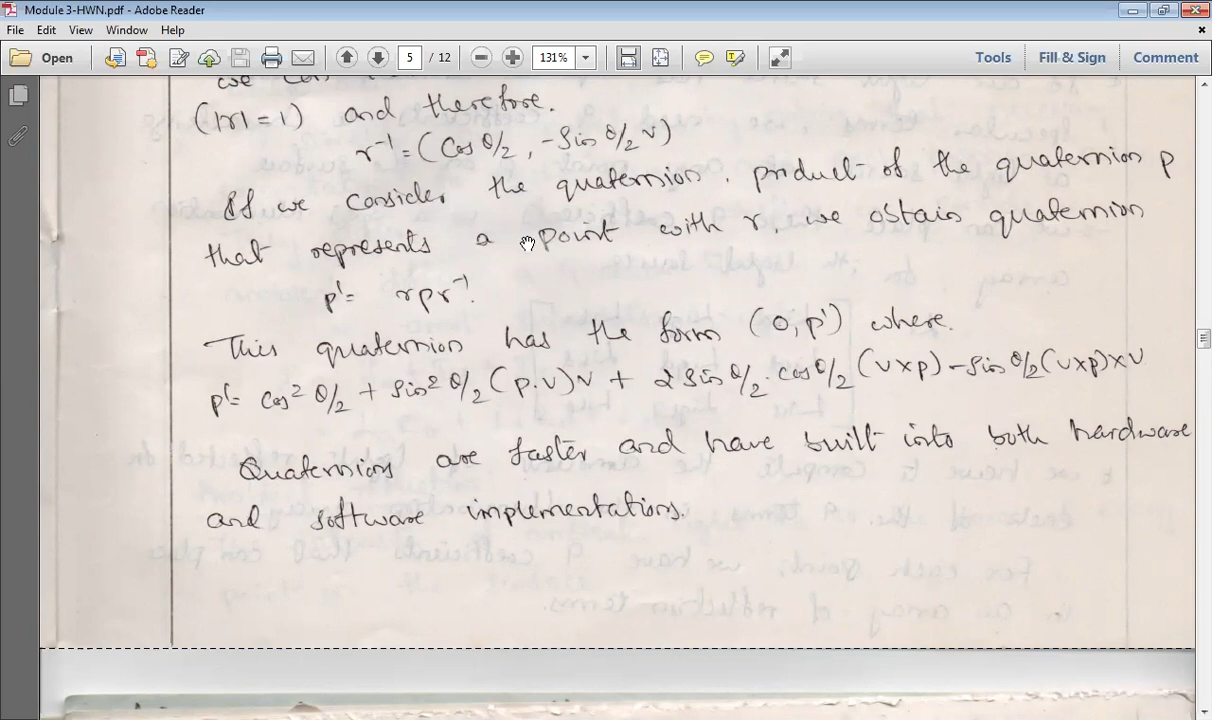 Module 3-HWN.pdf - Adobe Reader
File Edit View Window Help
Open 5 / 12 131% Tools Fill & Sign Comment
we can
(|r| = 1) and therefore.
r⁻¹ = (Cos θ/2, -Sin θ/2 v)
If we consider the quaternion. product of the quaternion p
that represents a point with r, we obtain quaternion
p' = rpr⁻¹.
This quaternion has the form (0, p') where.
p' = cos² θ/2 + Sin² θ/2 (p.v)v + 2 Sin θ/2. cos θ/2 (v×p) - Sin θ/2 (v×p)×v
Quaternions are faster and have built into both hardware
and software implementations.